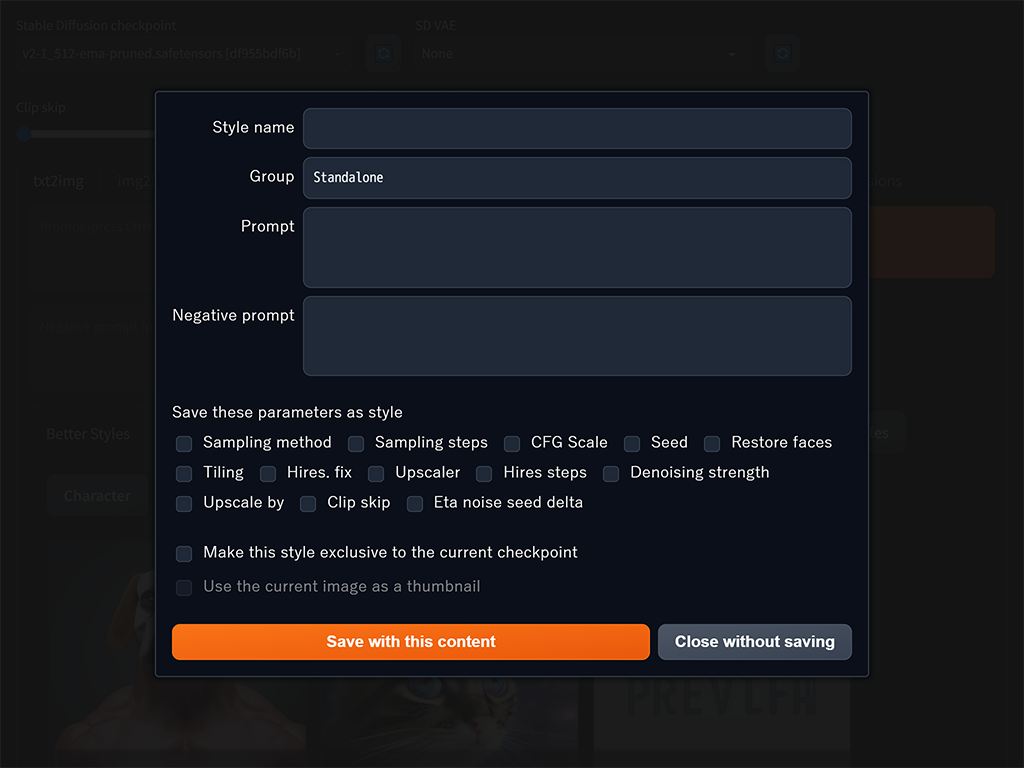 Stable Diffusion checkpoint
SD VAE
v2-1_512-ema-pruned.safetensors [df955bdf6b]
None
Clip skip
Style name
txt2img
Group
Standalone
Prompt
Negative prompt
Save these parameters as style
Better Styles
Sampling method Sampling steps CFG Scale Seed Restore faces
Tiling Hires. fix Upscaler Hires steps Denoising strength
Character
Upscale by Clip skip Eta noise seed delta
Make this style exclusive to the current checkpoint
Use the current image as a thumbnail
Save with this content Close without saving